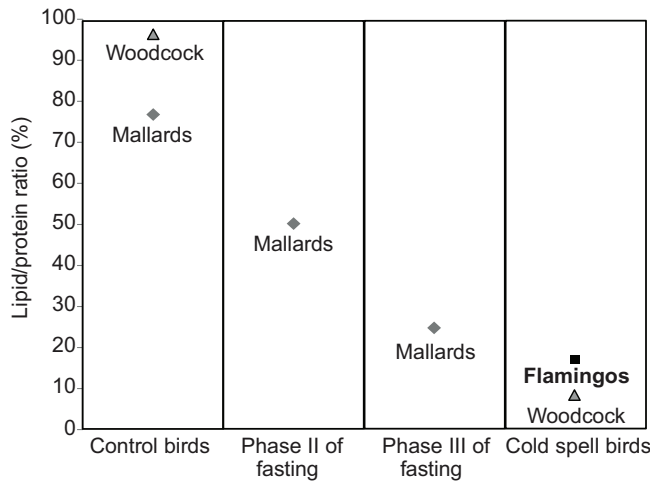 Lipid/protein ratio (%)
100
90
80
70
60
50
40
30
20
10
0
Woodcock
Mallards
Mallards
Mallards
Flamingos
Woodcock
Control birds
Phase II of
fasting
Phase III of
fasting
Cold spell birds